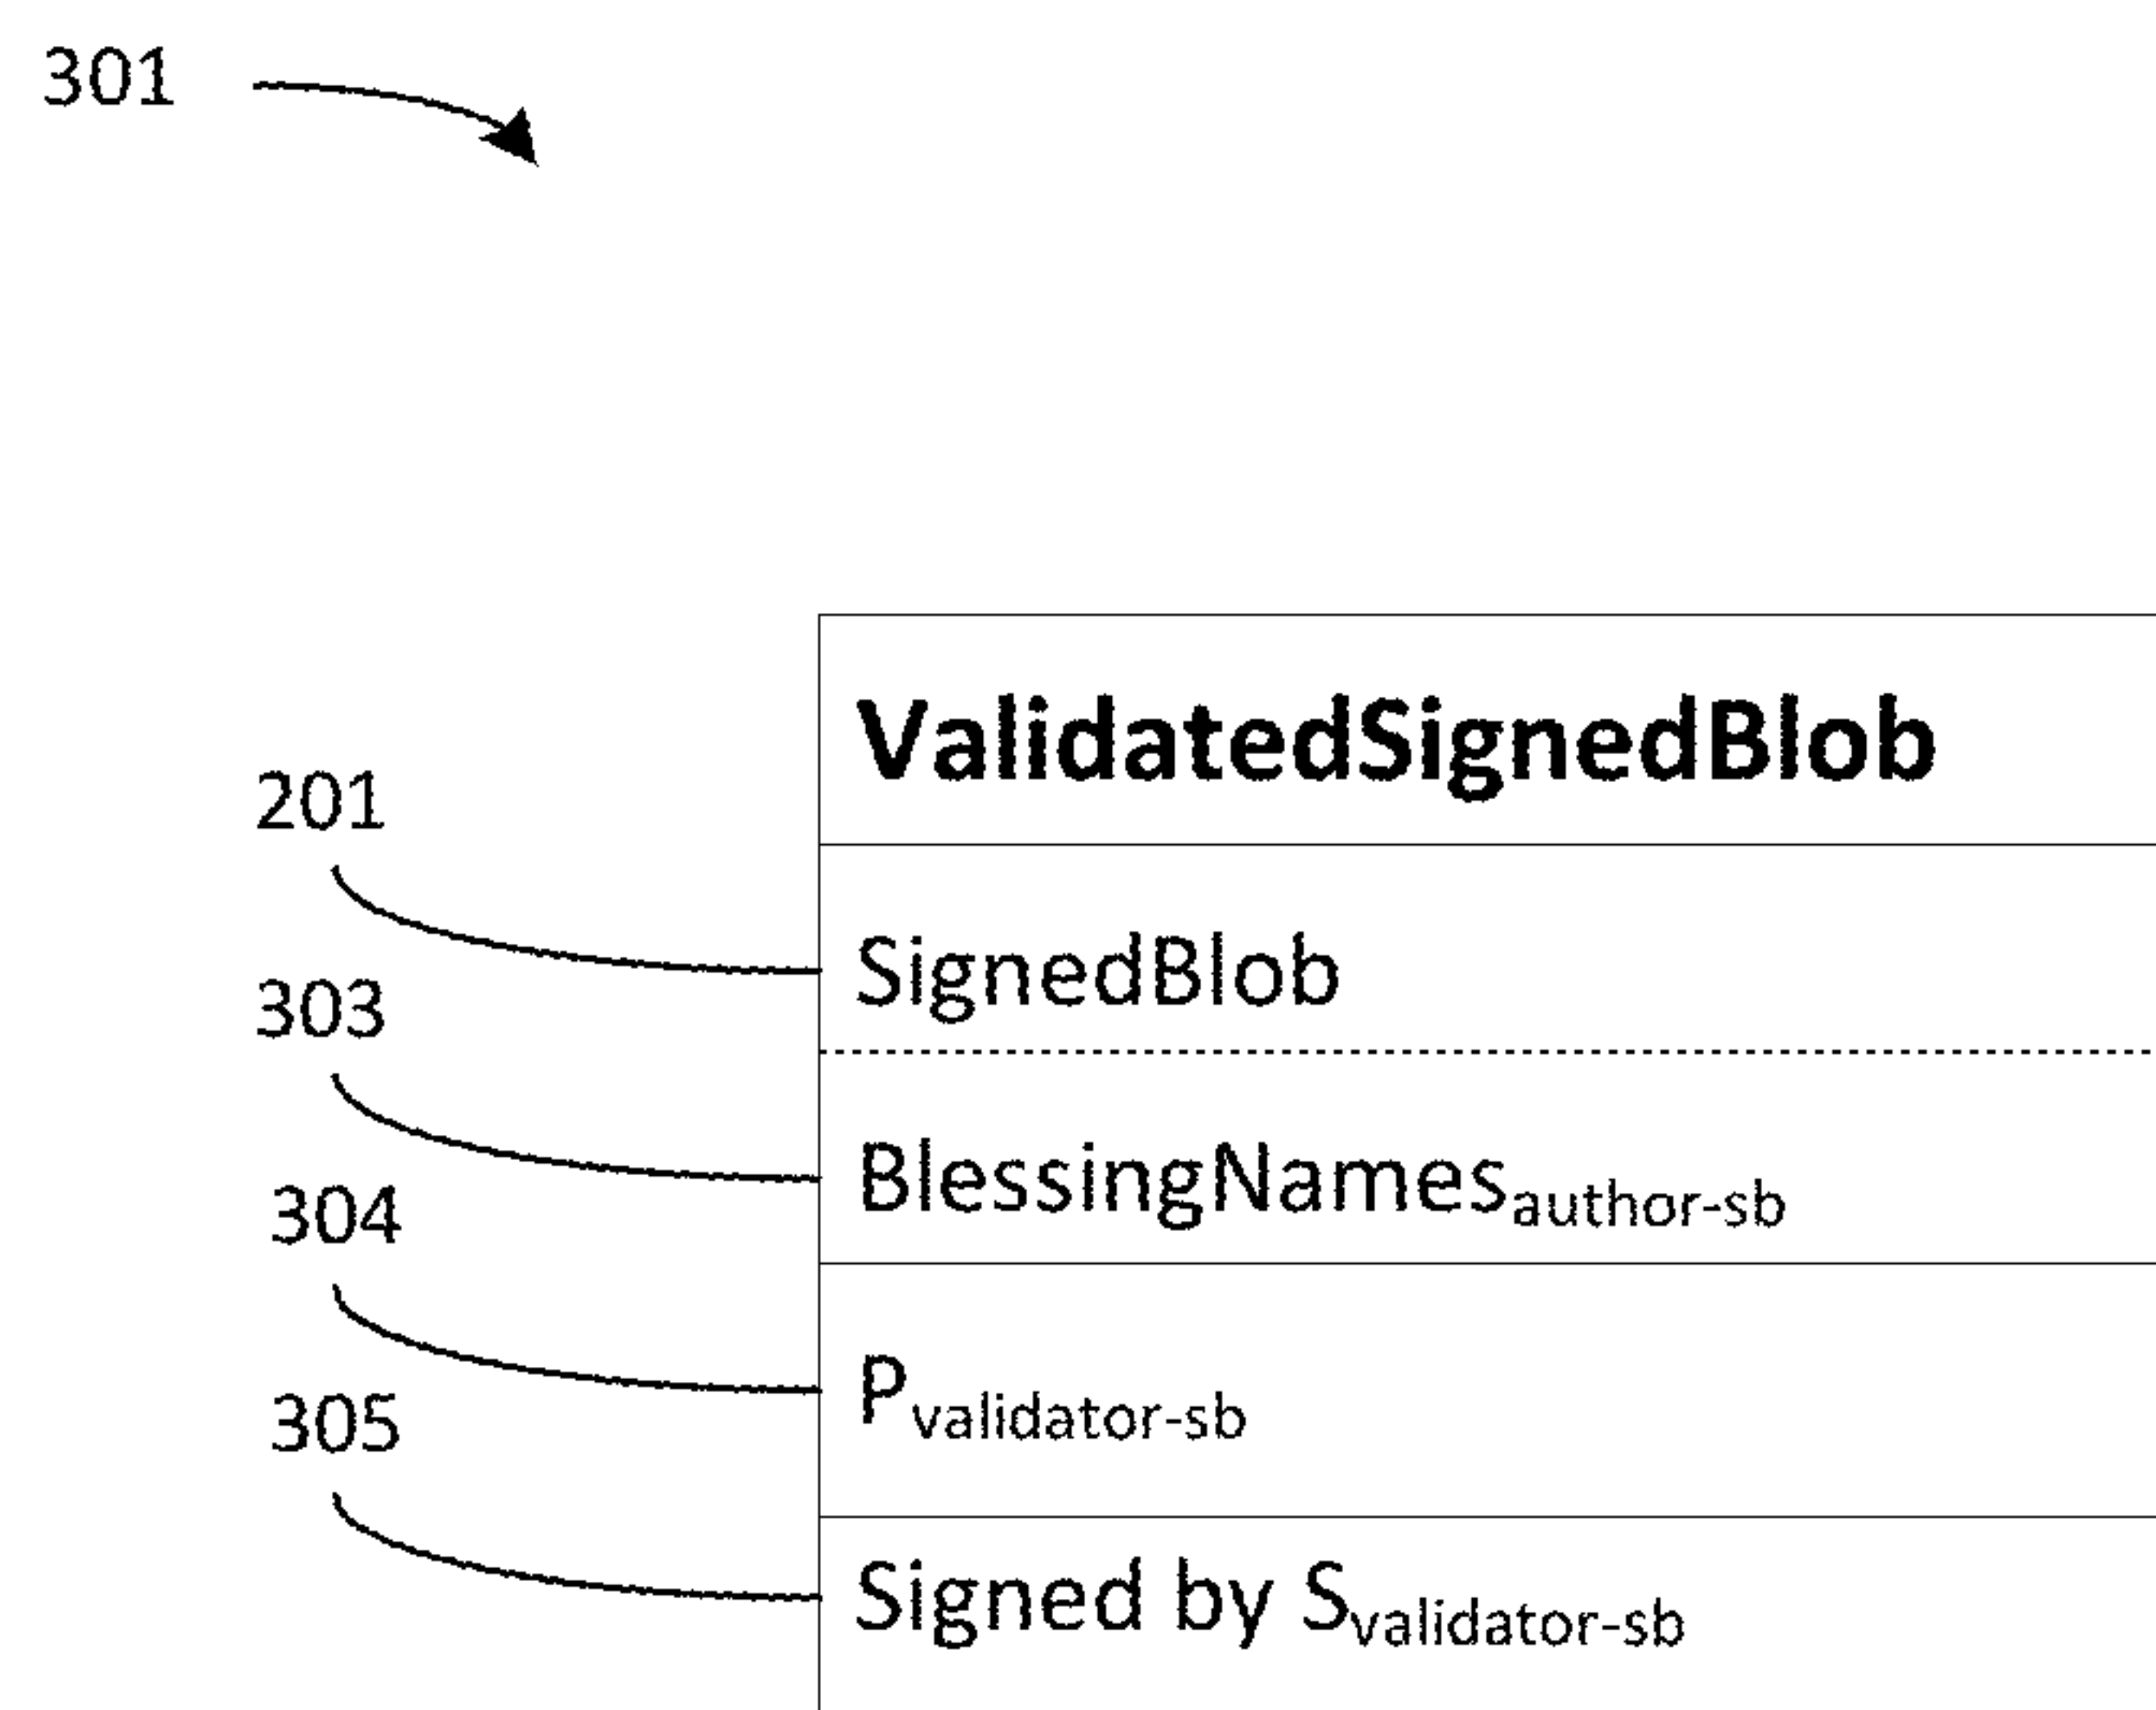 301
ValidatedSignedBlob
201
SignedBlob
303
BlessingNamesauthor-sb
304
Pvalidator-sb
305
Signed by Svalidator-sb